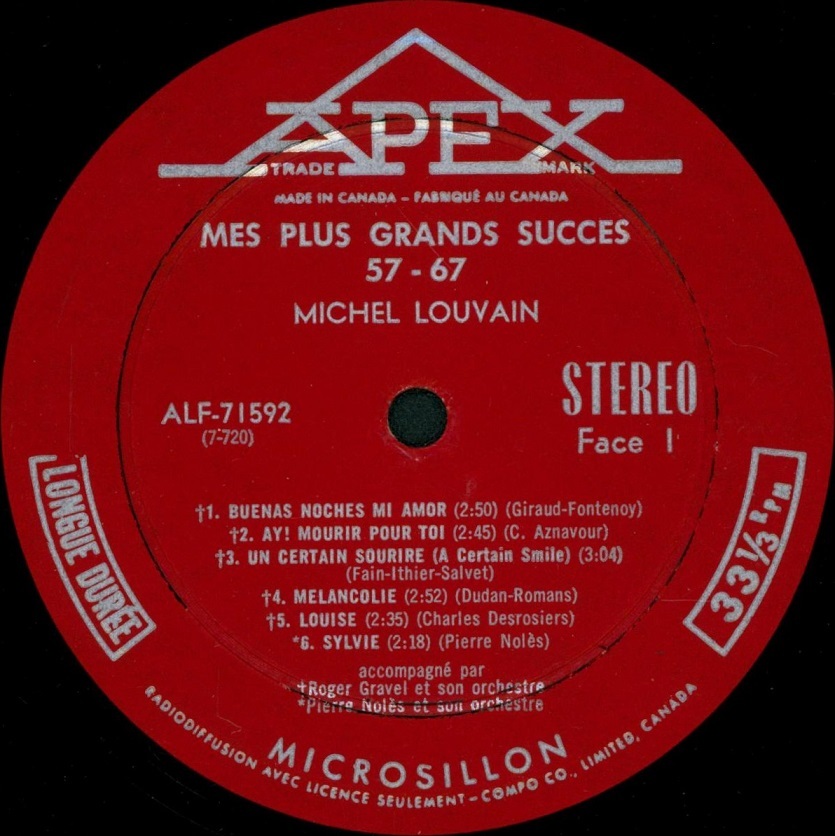 APEX
TRADE MARK
MADE IN CANADA – FABRIQUÉ AU CANADA
MES PLUS GRANDS SUCCES
57 - 67
MICHEL LOUVAIN
STEREO
ALF-71592
(7-720)
Face 1
†1. BUENAS NOCHES MI AMOR (2:50) (Giraud-Fontenoy)
†2. AY! MOURIR POUR TOI (2:45) (C. Aznavour)
†3. UN CERTAIN SOURIRE (A Certain Smile) (3:04)
(Fain-Ithier-Salvet)
†4. MELANCOLIE (2:52) (Dudan-Romans)
†5. LOUISE (2:35) (Charles Desrosiers)
*6. SYLVIE (2:18) (Pierre Nolès)
accompagné par
†Roger Gravel et son orchestre
*Pierre Nolès et son orchestre
LONGUE DURÉE
33⅓ RPM
MICROSILLON
RADIODIFFUSION AVEC LICENCE SEULEMENT – COMPO CO., LIMITED, CANADA